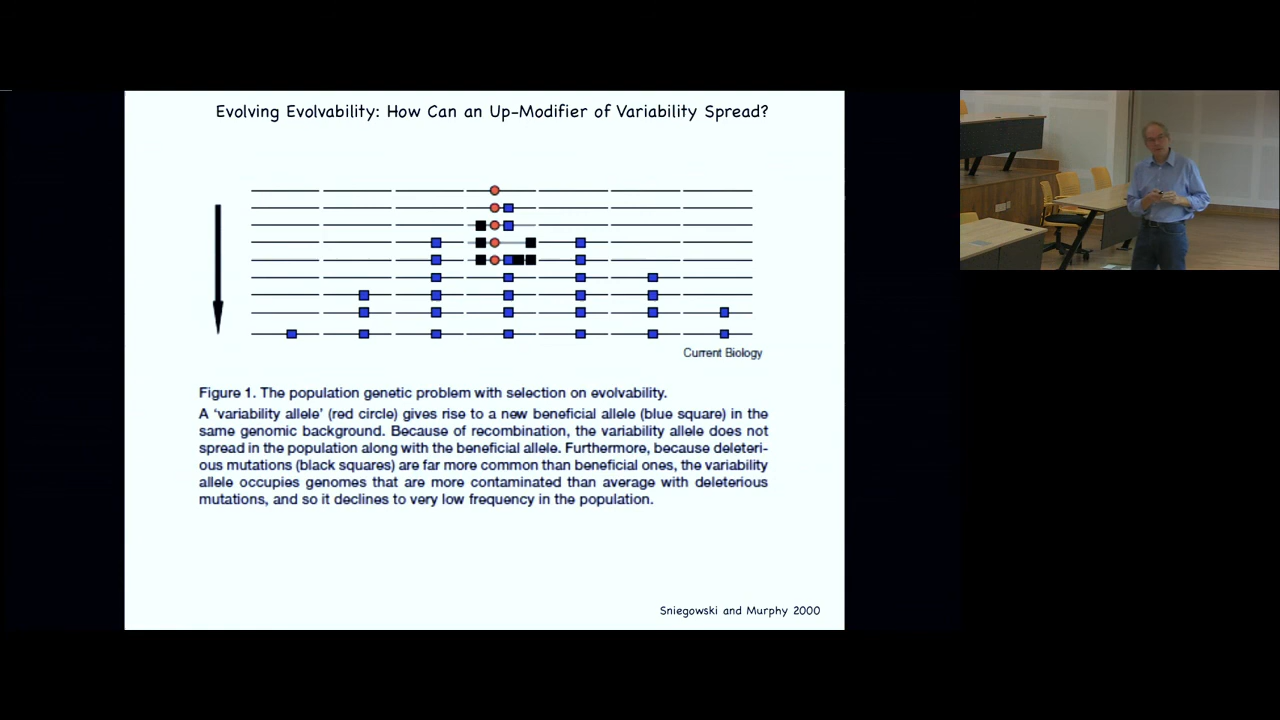 Evolving Evolvability: How Can an Up-Modifier of Variability Spread?
Current Biology
Figure 1. The population genetic problem with selection on evolvability.
A ‘variability allele’ (red circle) gives rise to a new beneficial allele (blue square) in the
same genomic background. Because of recombination, the variability allele does not
spread in the population along with the beneficial allele. Furthermore, because deleteri-
ous mutations (black squares) are far more common than beneficial ones, the variability
allele occupies genomes that are more contaminated than average with deleterious
mutations, and so it declines to very low frequency in the population.
Sniegowski and Murphy 2000